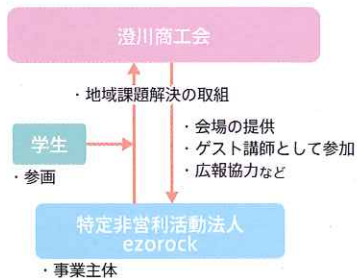 澄川商工会
・地域課題解決の取組
学生
・参画
・会場の提供
・ゲスト講師として参加
・広報協力など
特定非営利活動法人
ezorock
・事業主体